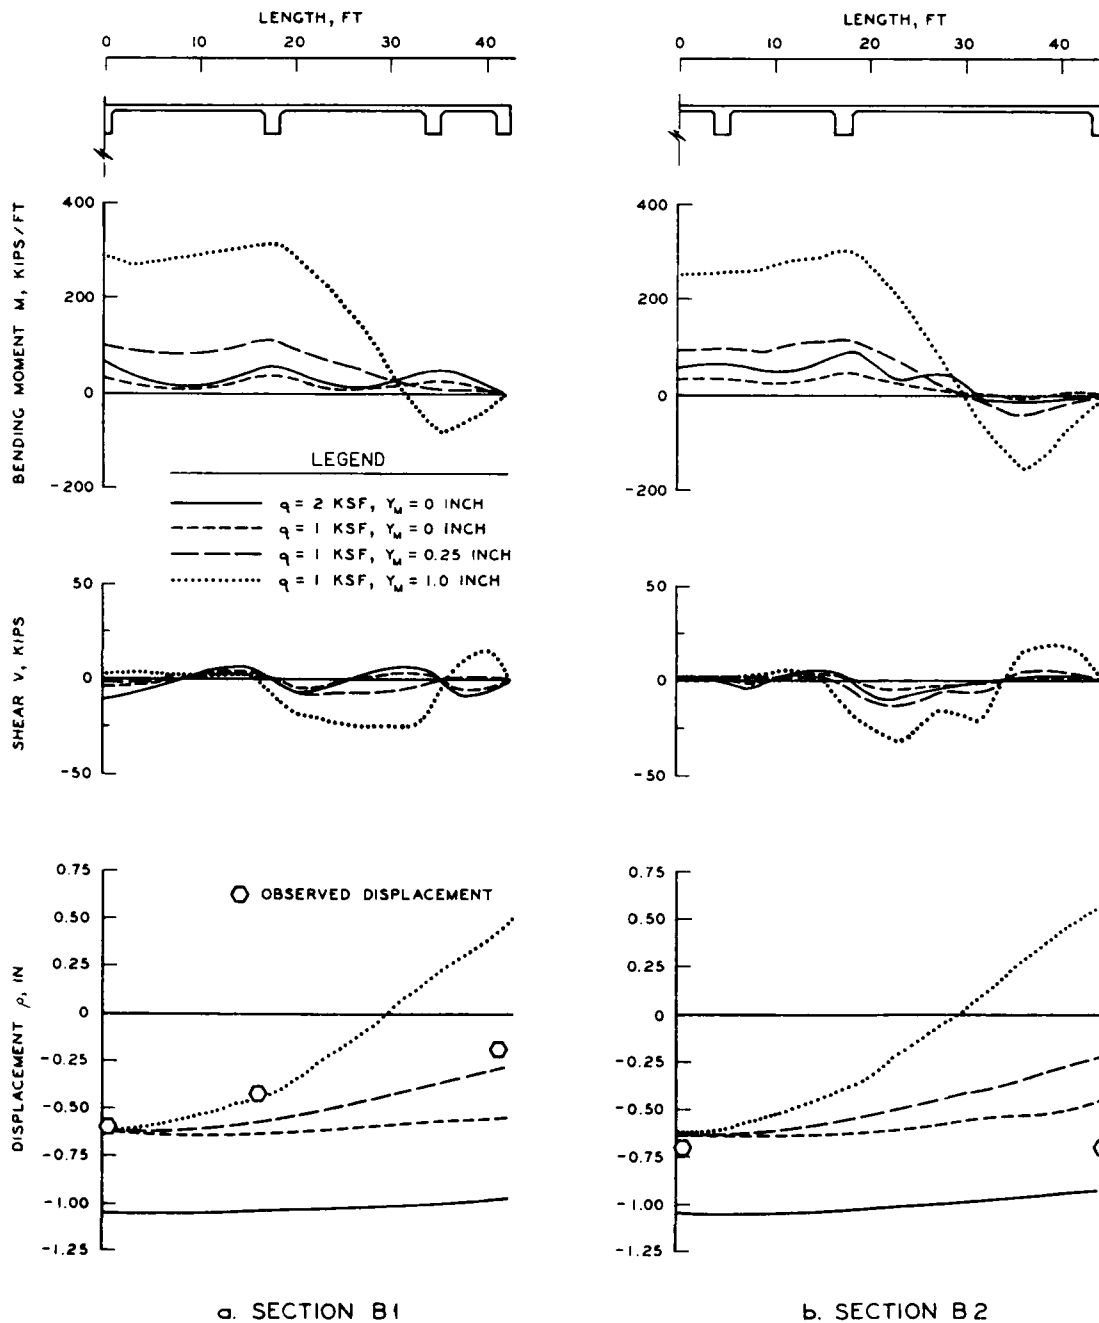 LENGTH, FT
0 10 20 30 40
BENDING MOMENT M, KIPS/FT
400
200
0
-200
LEGEND
q = 2 KSF, YM = 0 INCH
q = 1 KSF, YM = 0 INCH
q = 1 KSF, YM = 0.25 INCH
q = 1 KSF, YM = 1.0 INCH
SHEAR V, KIPS
50
0
-50
DISPLACEMENT ρ, IN
0.75
0.50
0.25
0
-0.25
-0.50
-0.75
-1.00
-1.25
OBSERVED DISPLACEMENT
a. SECTION B1
LENGTH, FT
0 10 20 30 40
400
200
0
-200
50
0
-50
0.75
0.50
0.25
0
-0.25
-0.50
-0.75
-1.00
-1.25
b. SECTION B2